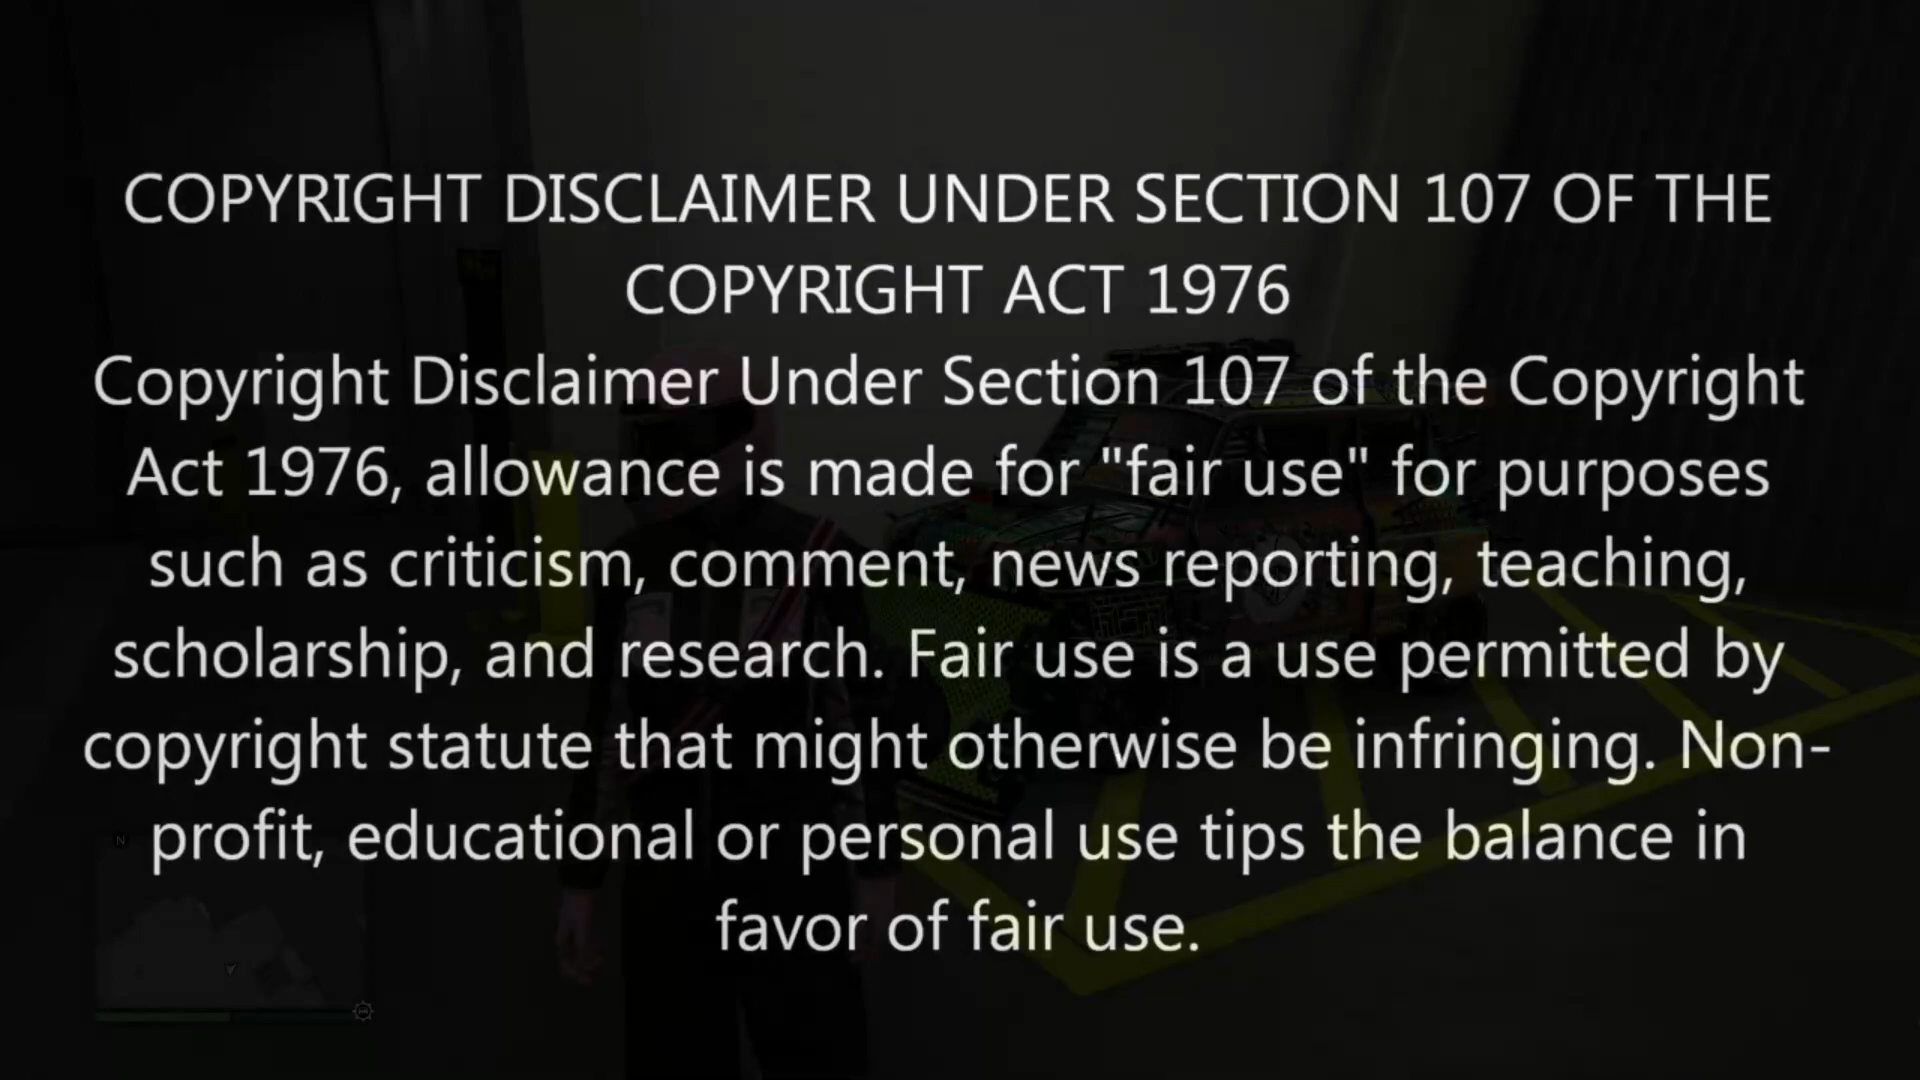 COPYRIGHT DISCLAIMER UNDER SECTION 107 OF THE
COPYRIGHT ACT 1976
Copyright Disclaimer Under Section 107 of the Copyright
Act 1976, allowance is made for "fair use" for purposes
such as criticism, comment, news reporting, teaching,
scholarship, and research. Fair use is a use permitted by
copyright statute that might otherwise be infringing. Non-
profit, educational or personal use tips the balance in
favor of fair use.
N